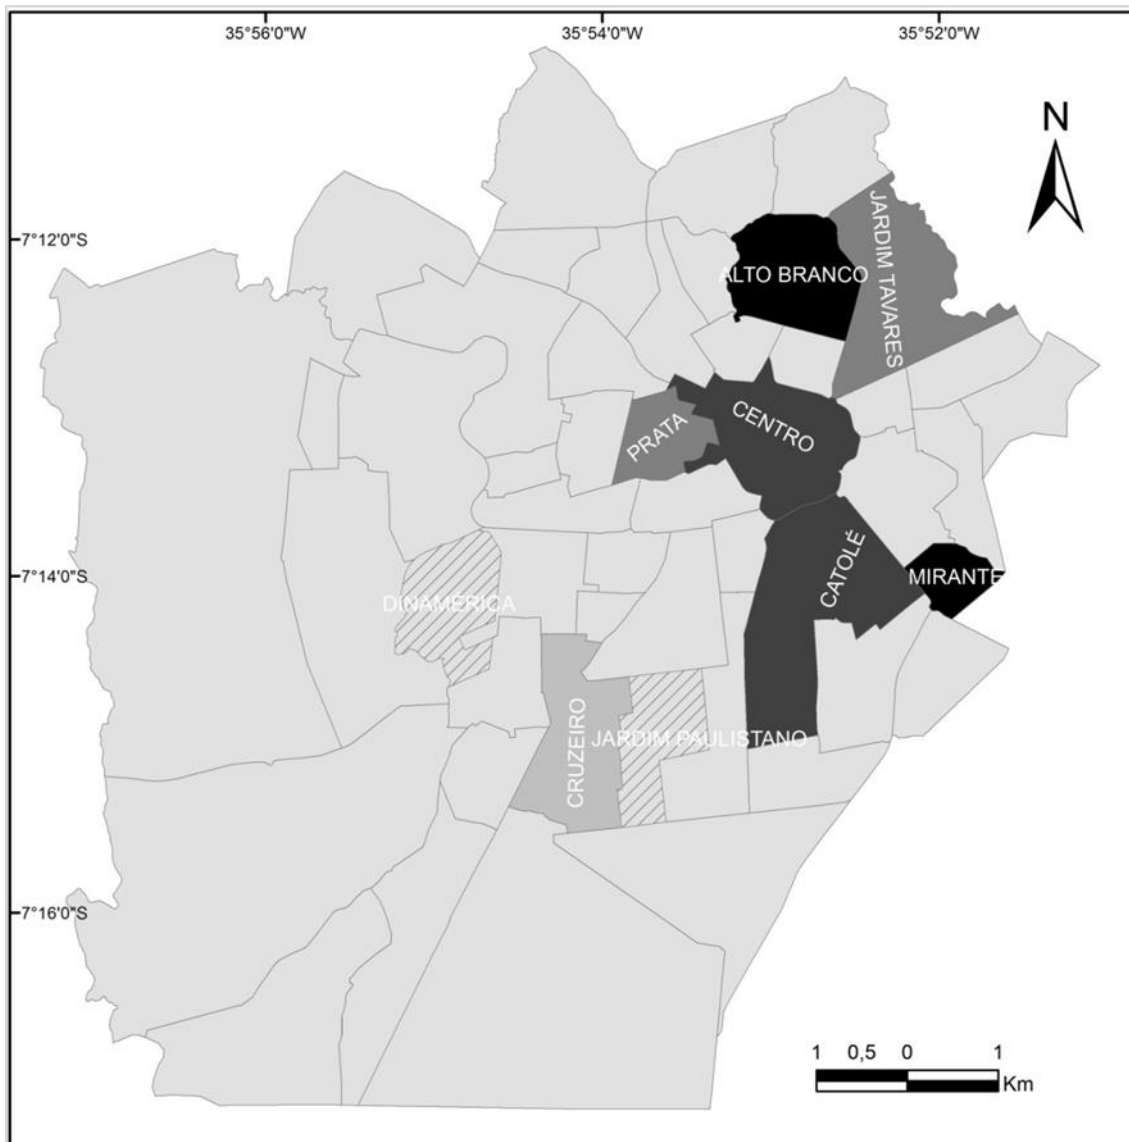 35°56'0"W 35°54'0"W 35°52'0"W
N
7°12'0"S
JARDIM TAVARES
ALTO BRANCO
CENTRO
PRATA
CATOLÉ
7°14'0"S
MIRANTE
DINAMÉRICA
CRUZEIRO
JARDIM PAULISTANO
7°16'0"S
1 0,5 0 1
Km